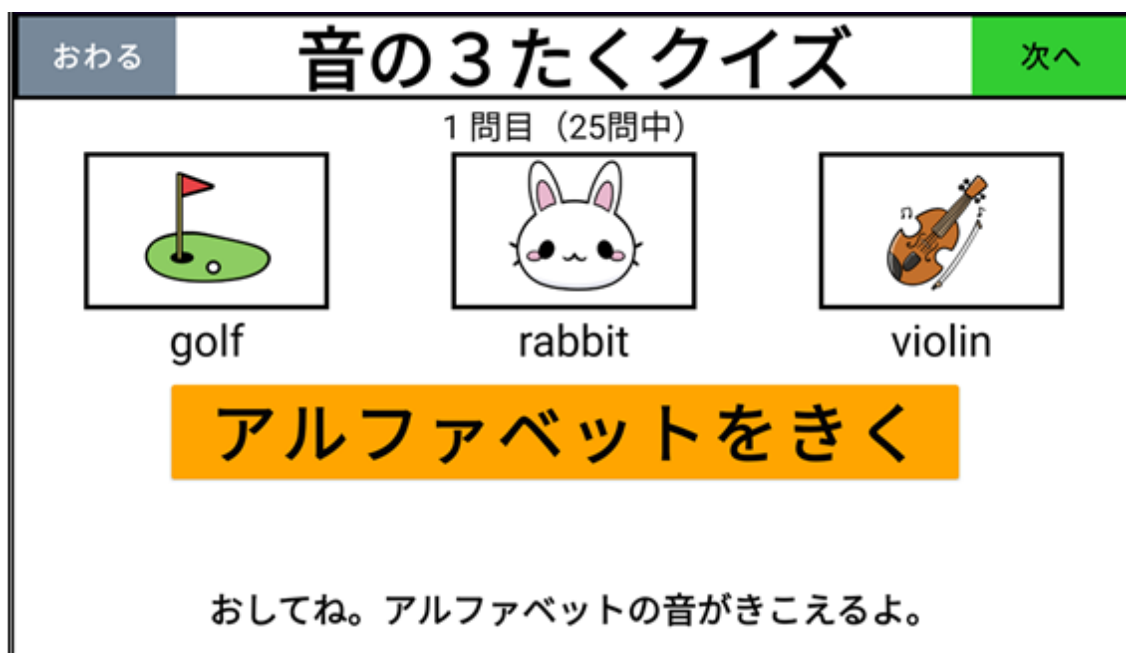 おわる
音の３たくクイズ
次へ
1 問目（25問中）
golf
rabbit
violin
アルファベットをきく
おしてね。アルファベットの音がきこえるよ。